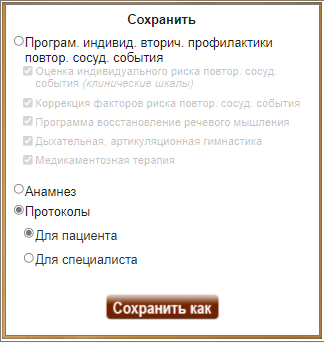 Сохранить
Програм. индивид. вторич. профилактики
повтор. сосуд. события
Оценка индивидуального риска повтор. сосуд.
события (клинические шкалы)
Коррекция факторов риска повтор. сосуд. события
Программа восстановление речевого мышления
Дыхательная, артикуляционная гимнастика
Медикаментозная терапия
Анамнез
Протоколы
Для пациента
Для специалиста
Сохранить как